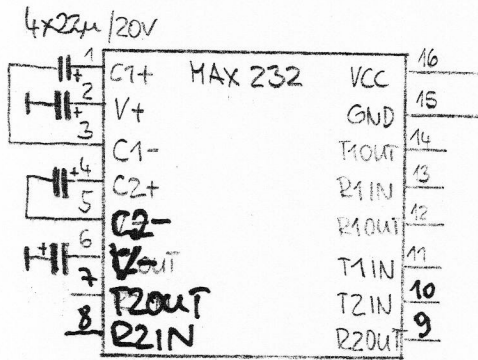 4x22µ/20V
MAX 232
1 C1+
2 V+
3 C1-
4 C2+
5 C2-
6 V-
7 T2OUT
8 R2IN
16 VCC
15 GND
14 T1OUT
13 R1IN
12 R1OUT
11 T1IN
10 T2IN
9 R2OUT